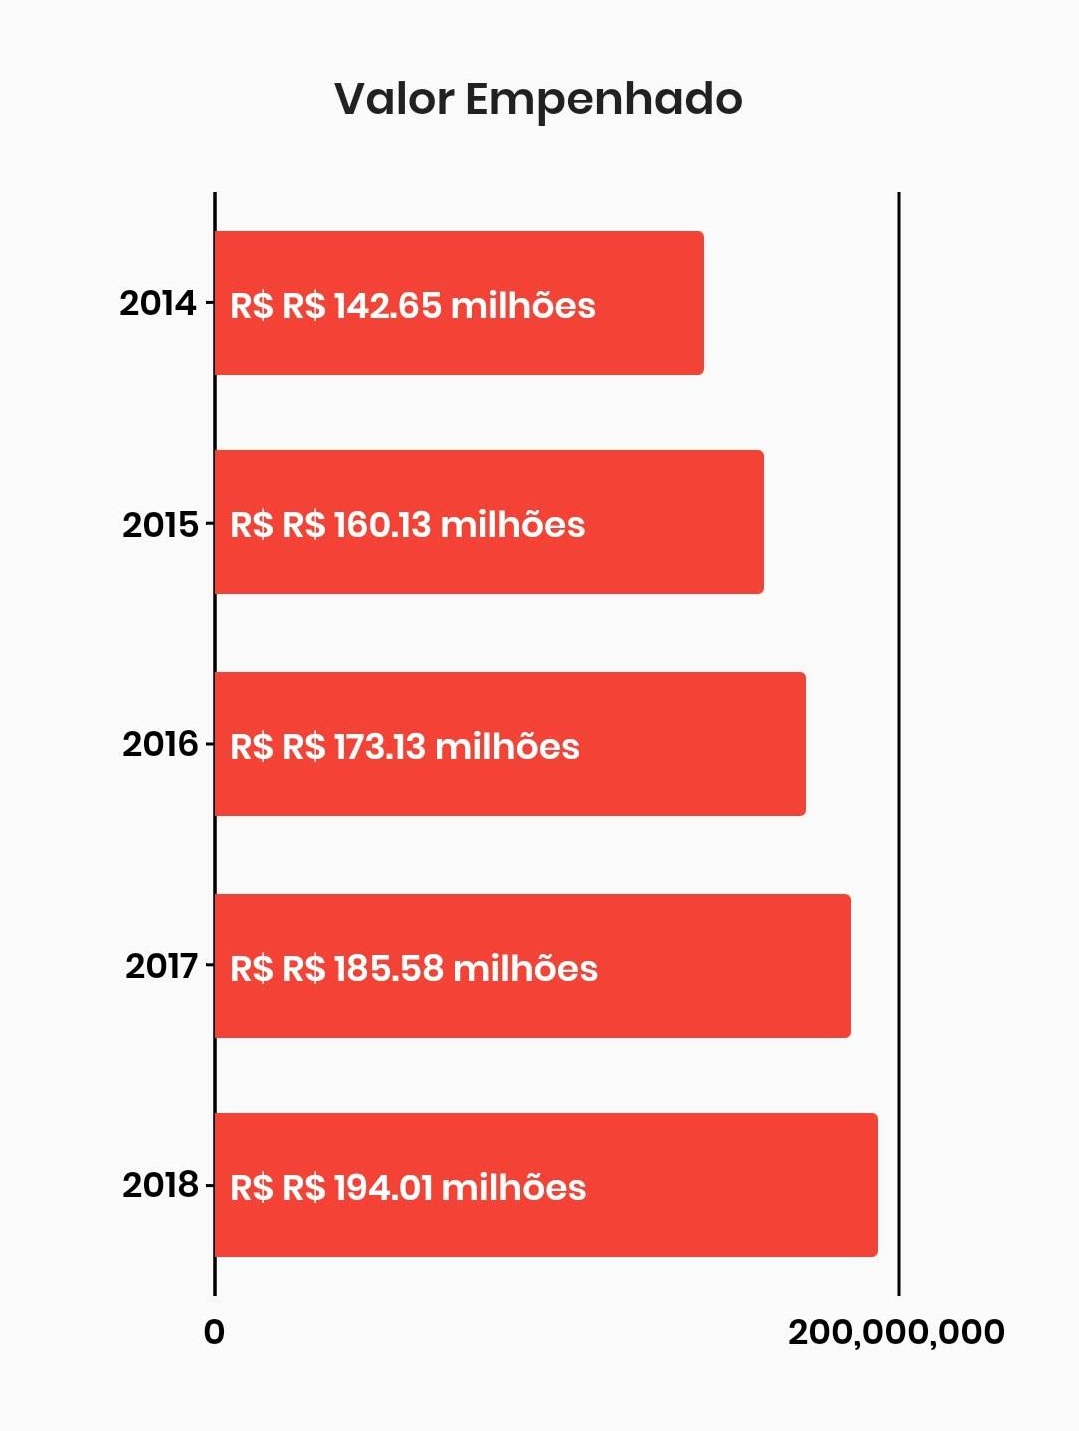 Valor Empenhado
2014 R$ R$ 142.65 milhões
2015 R$ R$ 160.13 milhões
2016 R$ R$ 173.13 milhões
2017 R$ R$ 185.58 milhões
2018 R$ R$ 194.01 milhões
0 200,000,000